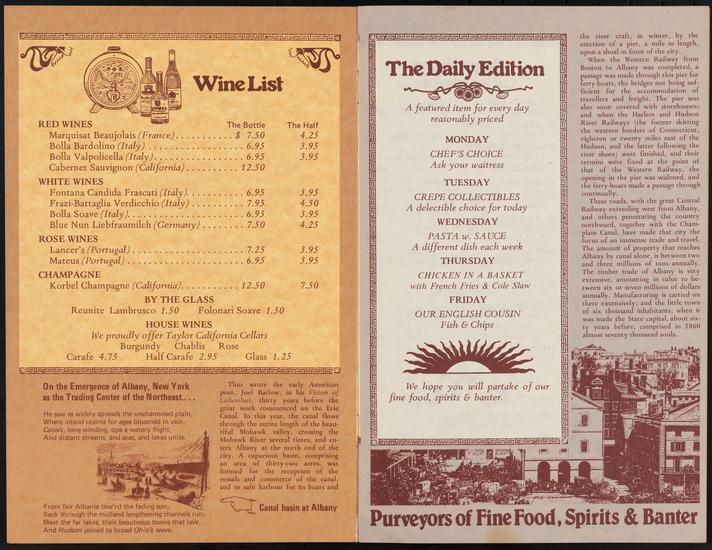 Wine List
RED WINES The Bottle The Half
Marquisat Beaujolais (France) . . . . . . . . . . $ 7.50 4.25
Bolla Bardolino (Italy) . . . . . . . . . . 6.95 3.95
Bolla Valpolicella (Italy) . . . . . . . . . . 6.95 3.95
Cabernet Sauvignon (California) . . . . . . . . . . 12.50
WHITE WINES
Fontana Candida Frascati (Italy) . . . . . . . . . . 6.95 3.95
Frazi-Battaglia Verdicchio (Italy) . . . . . . . . . . 7.95 4.50
Bolla Soave (Italy) . . . . . . . . . . 6.95 3.95
Blue Nun Liebfraumilch (Germany) . . . . . . . . . . 7.50 4.25
ROSE WINES
Lancer's (Portugal) . . . . . . . . . . 7.25 3.95
Mateus (Portugal) . . . . . . . . . . 6.95 3.95
CHAMPAGNE
Korbel Champagne (California) . . . . . . . . . . 12.50 7.50
BY THE GLASS
Reunite Lambrusco 1.50 Folonari Soave 1.50
HOUSE WINES
We proudly offer Taylor California Cellars
Burgundy Chablis Rose
Carafe 4.75 Half Carafe 2.95 Glass 1.25
On the Emergence of Albany, New York
as the Trading Center of the Northeast. . .
He saw as widely spreads the unchanneled plain,
Where inland realms for ages bloomed in vain,
Canals, long winding, ope a watery flight,
And distant streams, and seas, and lakes unite.
From fair Albania tow'rd the fading sun,
Back through the midland lengthening channels run;
Meet the far lakes, their beauteous towns that lave,
And Hudson joined to broad Ohio's wave.
Thus wrote the early American
poet, Joel Barlow, in his Vision of
Columbus, thirty years before the
great work commenced on the Erie
Canal. In this year, the canal flows
through the entire length of the beau-
tiful Mohawk valley, crossing the
Mohawk River several times, and en-
ters Albany at the north end of the
city. A capacious basin, comprising
an area of thirty-two acres, was
formed for the reception of the
vessels and commerce of the canal,
and in safe harbour for its boats and
Canal basin at Albany
The Daily Edition
A featured item for every day
reasonably priced
MONDAY
CHEF'S CHOICE
Ask your waitress
TUESDAY
CREPE COLLECTIBLES
A delectible choice for today
WEDNESDAY
PASTA w. SAUCE
A different dish each week
THURSDAY
CHICKEN IN A BASKET
with French Fries & Cole Slaw
FRIDAY
OUR ENGLISH COUSIN
Fish & Chips
We hope you will partake of our
fine food, spirits & banter.
the river craft, in winter, by the
erection of a pier, a mile in length,
upon a shoal in front of the city.
When the Western Railway from
Boston to Albany was completed, a
passage was made through this pier for
ferry-boats, the bridges not being suf-
ficient for the accommodation of
travellers and freight. The pier was
also soon covered with storehouses;
and when the Harlem and Hudson
River Railways (the former skirting
the western borders of Connecticut,
eighteen or twenty miles east of the
Hudson, and the latter following the
river shore) were finished, and their
termini were fixed at the point of
that of the Western Railway, the
opening in the pier was widened, and
the ferry-boats made a passage through
continually.
These roads, with the great Central
Railway extending west from Albany,
and others penetrating the country
northward, together with the Cham-
plain Canal, have made that city the
focus of an immense trade and travel.
The amount of property that reaches
Albany by canal alone, is between two
and three millions of tons annually.
The timber trade of Albany is very
extensive, amounting in value to be-
tween six or seven millions of dollars
annually. Manufacturing is carried on
there extensively; and the little town
of six thousand inhabitants, when it
was made the State capital, about six-
ty years before, comprised in 1860
almost seventy thousand souls.
Purveyors of Fine Food, Spirits & Banter